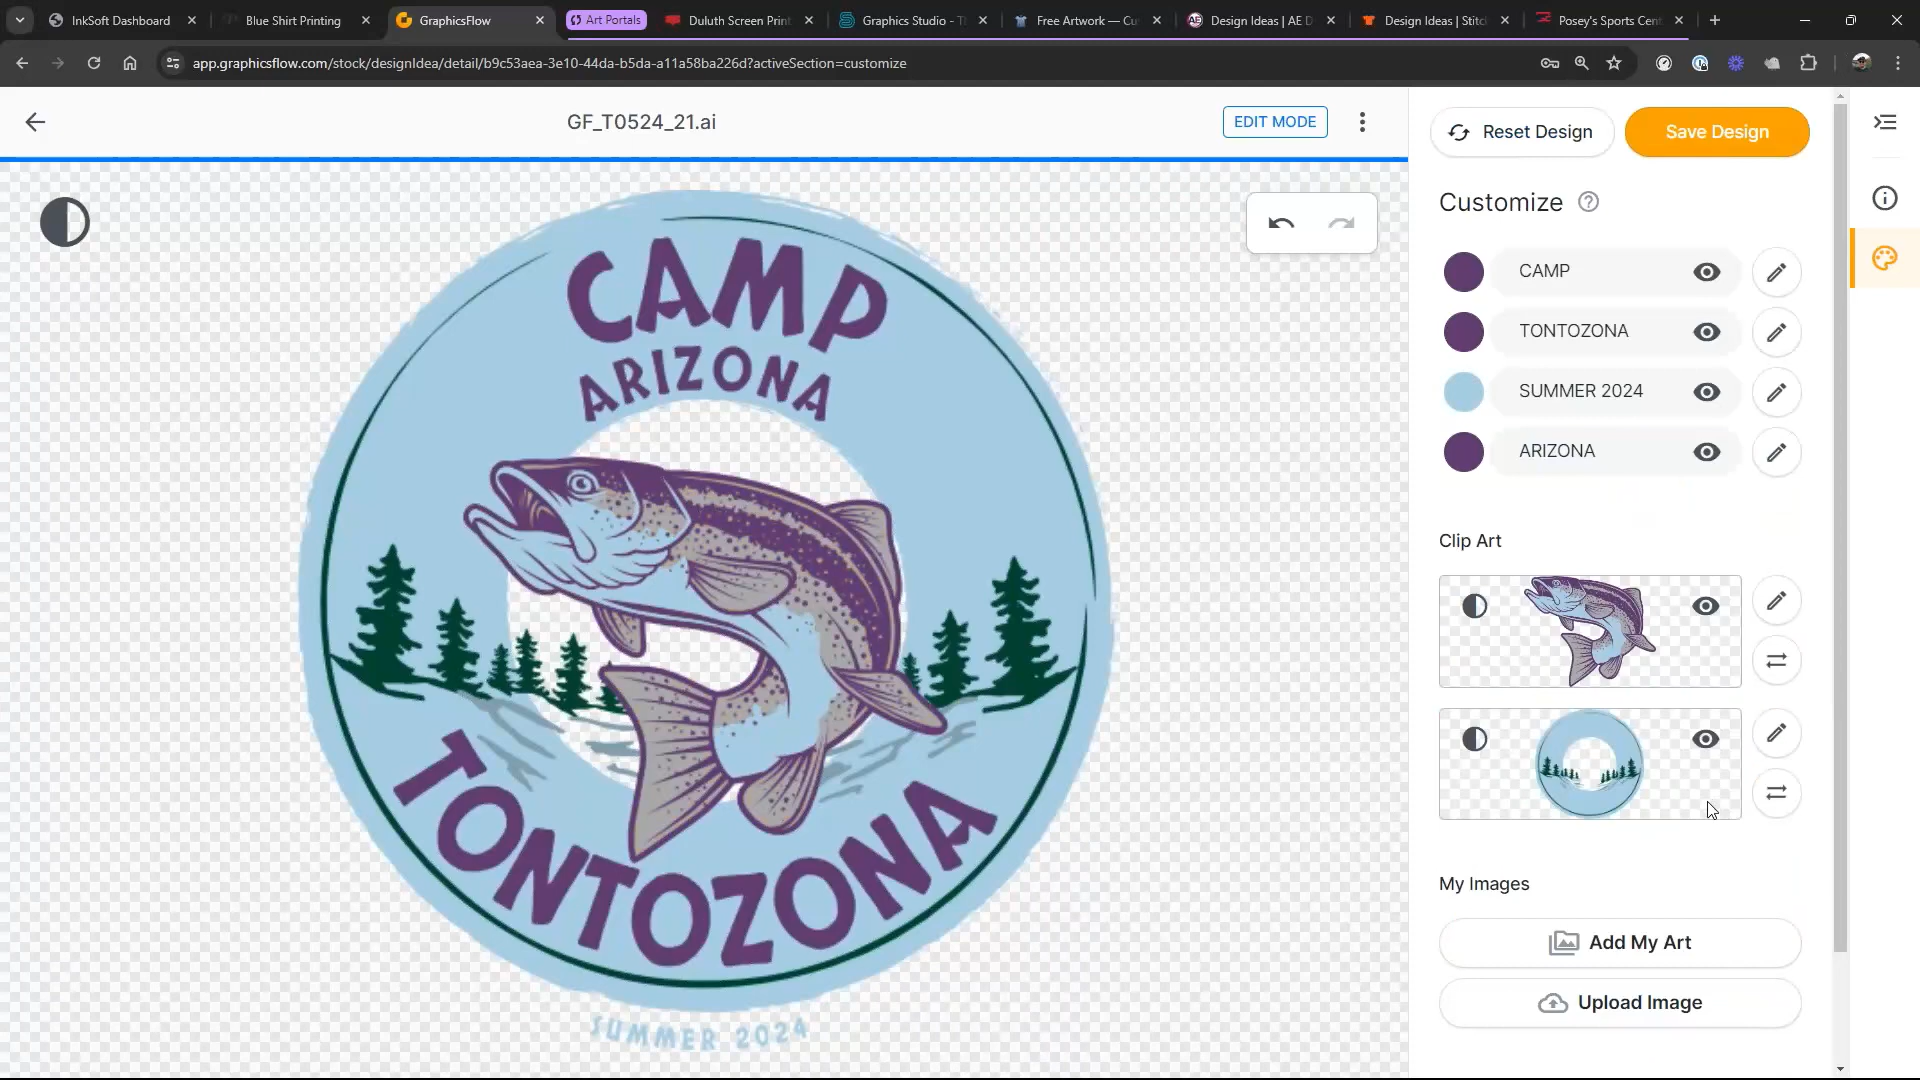 InkSoft Dashboard
Blue Shirt Printing
GraphicsFlow
Art Portals
Duluth Screen Print
Graphics Studio - T
Free Artwork — Cu
Design Ideas | AE D
Design Ideas | Stitc
Posey's Sports Cent
app.graphicsflow.com/stock/designIdea/detail/b9c53aea-3e10-44da-b5da-a11a58ba226d?activeSection=customize
GF_T0524_21.ai
EDIT MODE
Reset Design
Save Design
Customize
CAMP
TONTOZONA
SUMMER 2024
ARIZONA
Clip Art
My Images
Add My Art
Upload Image
CAMP
ARIZONA
TONTOZONA
SUMMER 2024